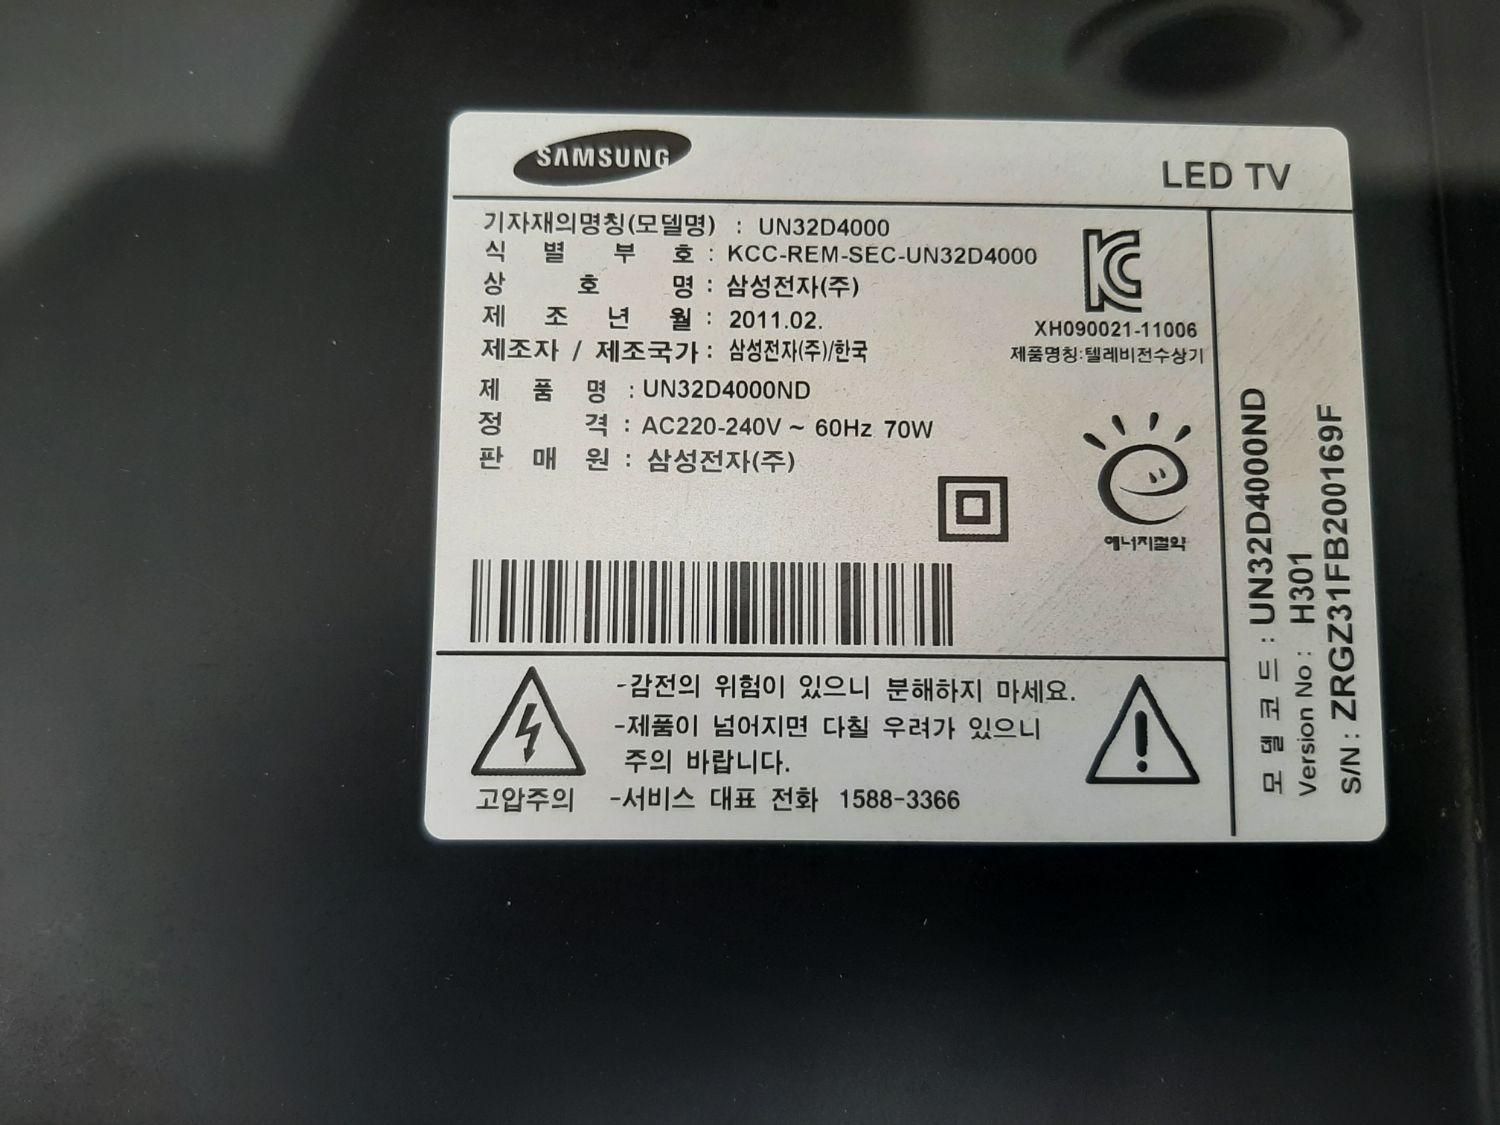 SAMSUNG
LED TV
기자재의명칭(모델명) : UN32D4000
식 별 부 호 : KCC-REM-SEC-UN32D4000
상 호 명 : 삼성전자(주)
제 조 년 월 : 2011.02.
제조자 / 제조국가 : 삼성전자(주)/한국
제 품 명 : UN32D4000ND
정 격 : AC220-240V ~ 60Hz 70W
판 매 원 : 삼성전자(주)
XH090021-11006
제품명칭:텔레비전수상기
에너지절약
-감전의 위험이 있으니 분해하지 마세요.
-제품이 넘어지면 다칠 우려가 있으니
주의 바랍니다.
고압주의 -서비스 대표 전화 1588-3366
모 델 코 드 : UN32D4000ND
Version No : H301
S/N : ZRGZ31FB200169F